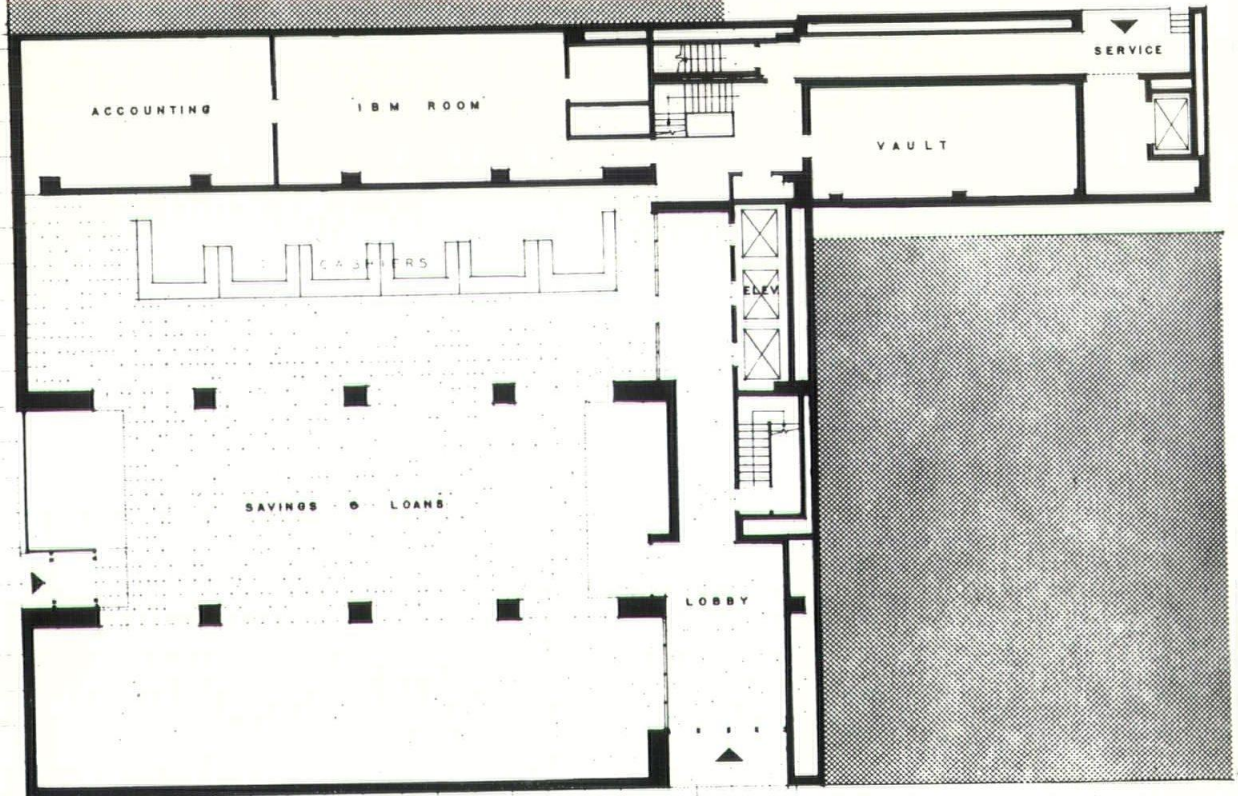 SERVICE
ACCOUNTING
IBM ROOM
VAULT
CASHIERS
ELEV
SAVINGS & LOANS
LOBBY